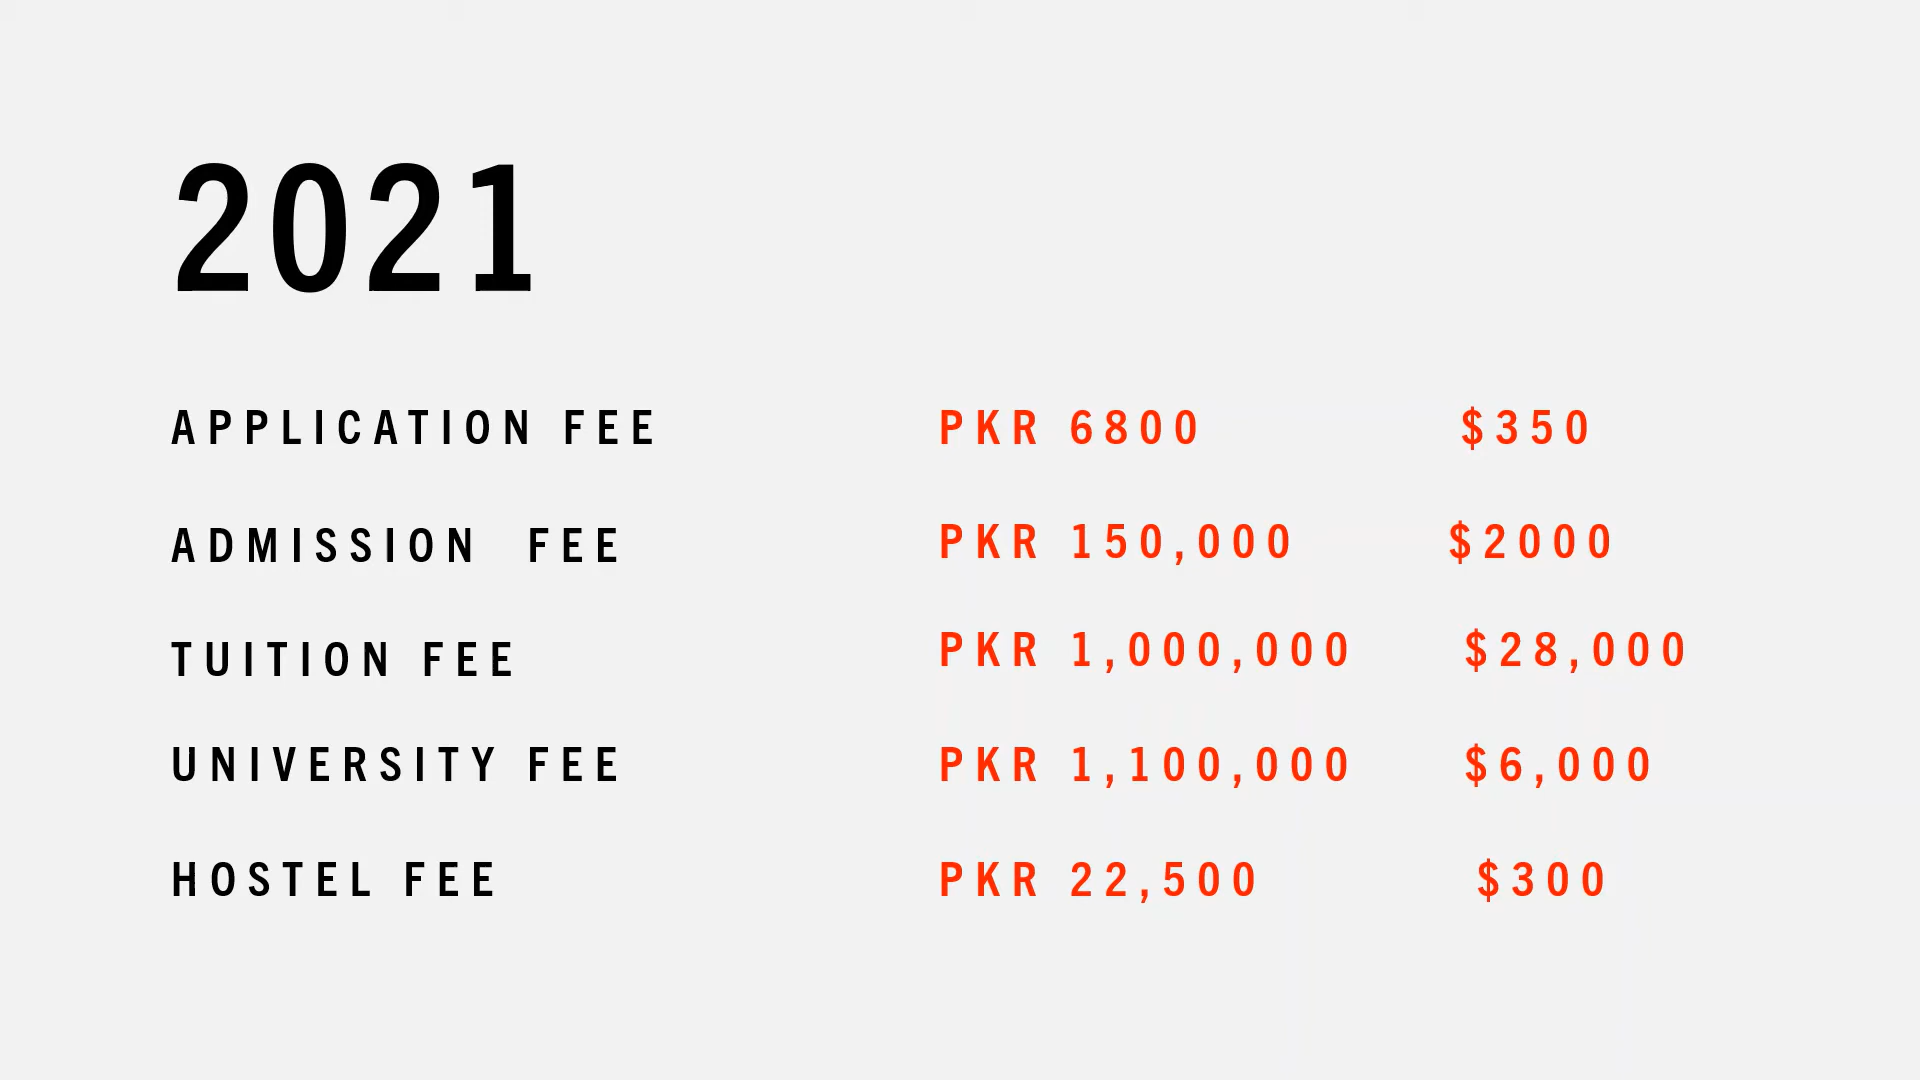 2021
APPLICATION FEE PKR 6800 $350
ADMISSION FEE PKR 150,000 $2000
TUITION FEE PKR 1,000,000 $28,000
UNIVERSITY FEE PKR 1,100,000 $6,000
HOSTEL FEE PKR 22,500 $300